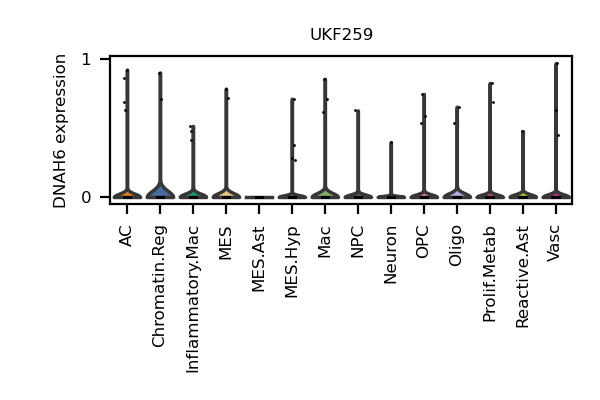 UKF259
DNAH6 expression
1
0
AC
Chromatin.Reg
Inflammatory.Mac
MES
MES.Ast
MES.Hyp
Mac
NPC
Neuron
OPC
Oligo
Prolif.Metab
Reactive.Ast
Vasc